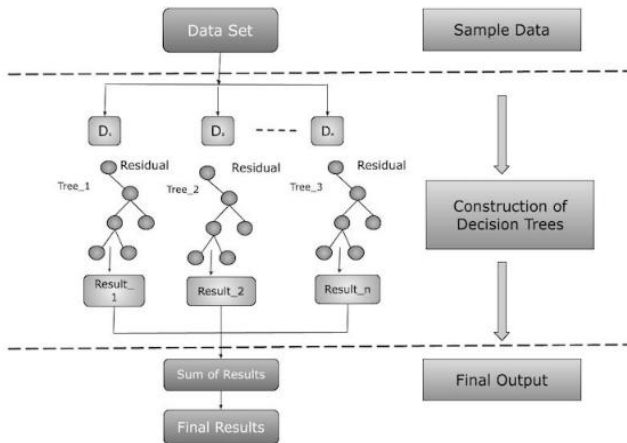 Data Set
Sample Data
D
D
D
Residual
Residual
Residual
Tree_1
Tree_2
Tree_3
Construction of
Decision Trees
Result_
1
Result_2
Result_n
Sum of Results
Final Output
Final Results